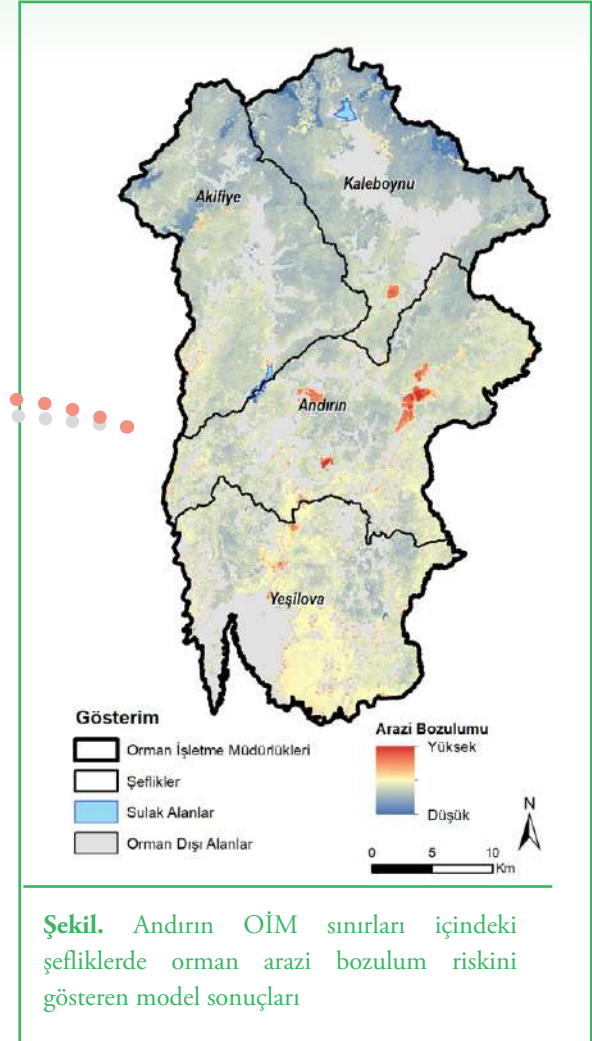 Akifiye
Kaleboynu
Andırın
Yeşilova
Gösterim
Orman İşletme Müdürlükleri
Şeflikler
Sulak Alanlar
Orman Dışı Alanlar
Arazi Bozulumu
Yüksek
Düşük
N
0 5 10
Km
Şekil. Andırın OİM sınırları içindeki
şefliklerde orman arazi bozulum riskini
gösteren model sonuçları